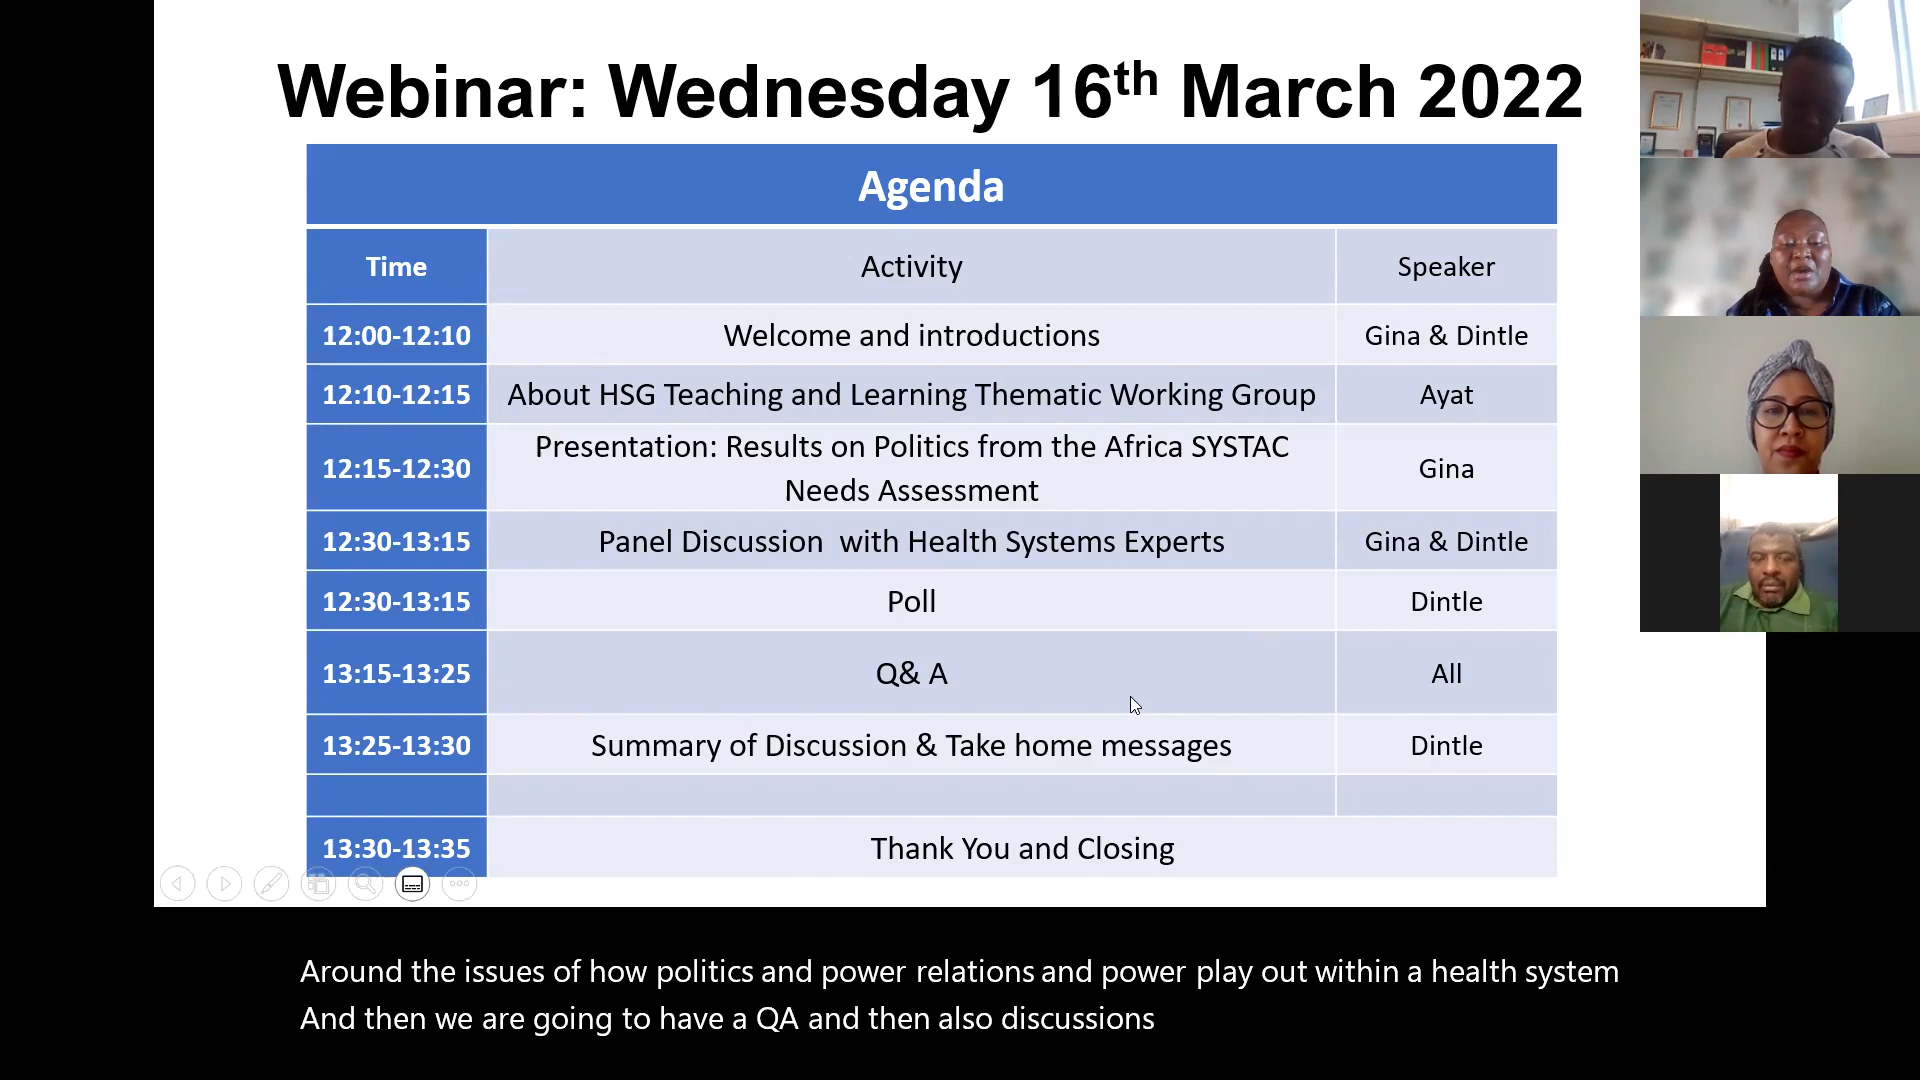 Webinar: Wednesday 16th March 2022
Agenda
Time Activity Speaker
12:00-12:10 Welcome and introductions Gina & Dintle
12:10-12:15 About HSG Teaching and Learning Thematic Working Group Ayat
12:15-12:30 Presentation: Results on Politics from the Africa SYSTAC
Needs Assessment Gina
12:30-13:15 Panel Discussion with Health Systems Experts Gina & Dintle
12:30-13:15 Poll Dintle
13:15-13:25 Q& A All
13:25-13:30 Summary of Discussion & Take home messages Dintle
13:30-13:35 Thank You and Closing
Around the issues of how politics and power relations and power play out within a health system
And then we are going to have a QA and then also discussions